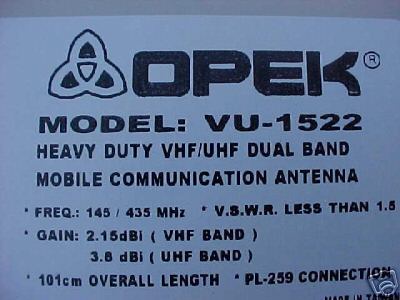 OPEK®
MODEL: VU-1522
HEAVY DUTY VHF/UHF DUAL BAND
MOBILE COMMUNICATION ANTENNA
* FREQ.: 145 / 435 MHz * V.S.W.R. LESS THAN 1.5
* GAIN: 2.15dBi ( VHF BAND )
3.8 dBi ( UHF BAND )
* 101cm OVERALL LENGTH * PL-259 CONNECTION
MADE IN TAIWAN